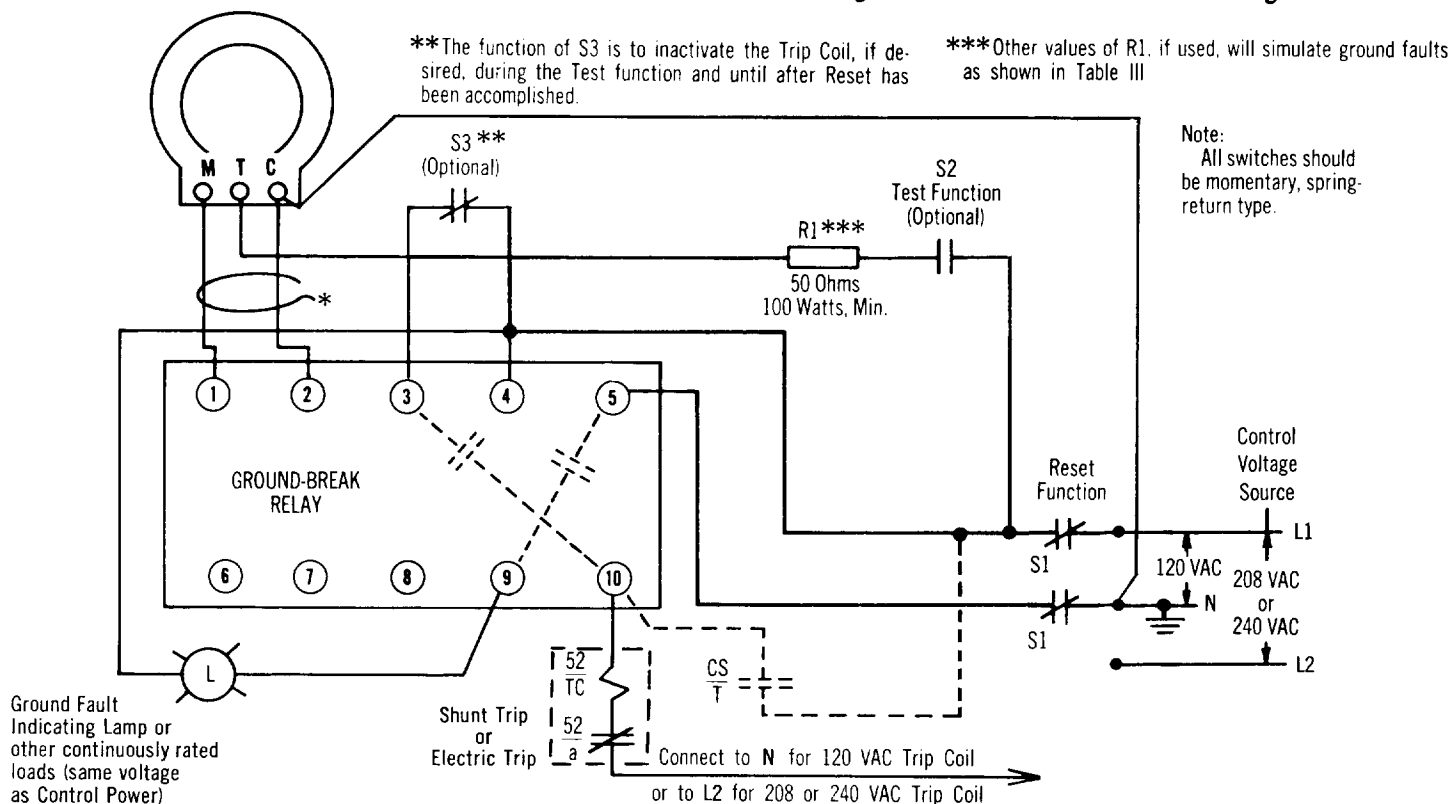 **The function of S3 is to inactivate the Trip Coil, if de-
sired, during the Test function and until after Reset has
been accomplished.
***Other values of R1. if used, will simulate ground faults
as shown in Table III
Note:
All switches should
be momentary, spring-
return type.
M T C
S3**
(Optional)
S2
Test Function
(Optional)
R1***
50 Ohms
100 Watts, Min.
*
1 2 3 4 5
GROUND-BREAK
RELAY
6 7 8 9 10
Reset
Function
S1
S1
Control
Voltage
Source
L1
120 VAC
N
208 VAC
or
240 VAC
L2
L
Ground Fault
Indicating Lamp or
other continuously rated
loads (same voltage
as Control Power)
Shunt Trip
or
Electric Trip
52
TC
52
a
CS
T
Connect to N for 120 VAC Trip Coil
or to L2 for 208 or 240 VAC Trip Coil